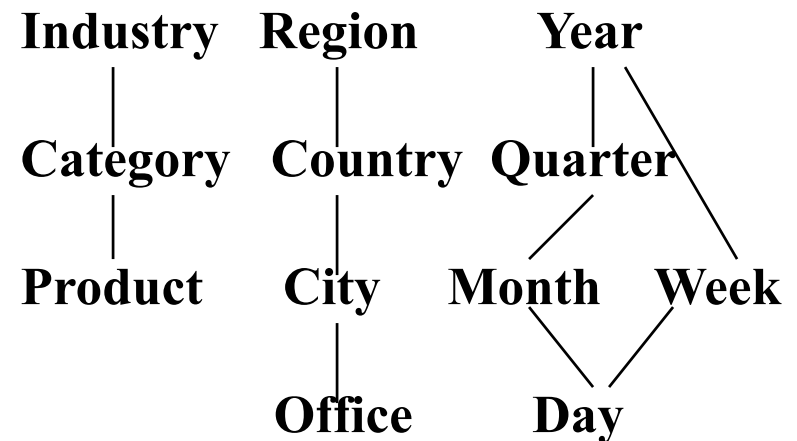 Industry Region Year
Category Country Quarter
Product City Month Week
Office Day